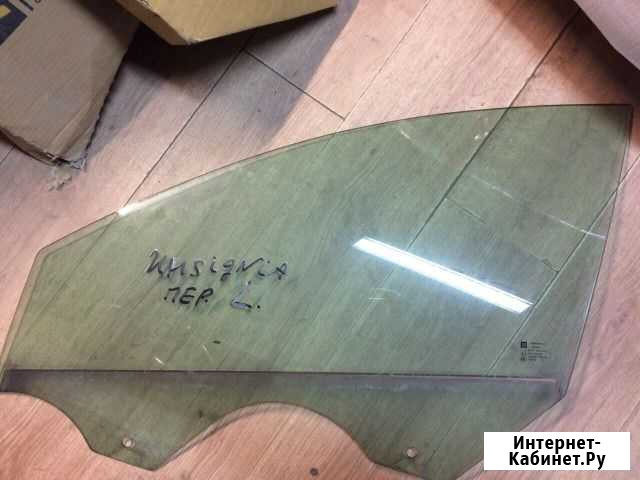 Insignia
ПЕР. L.
Интернет-
Кабинет.Ру